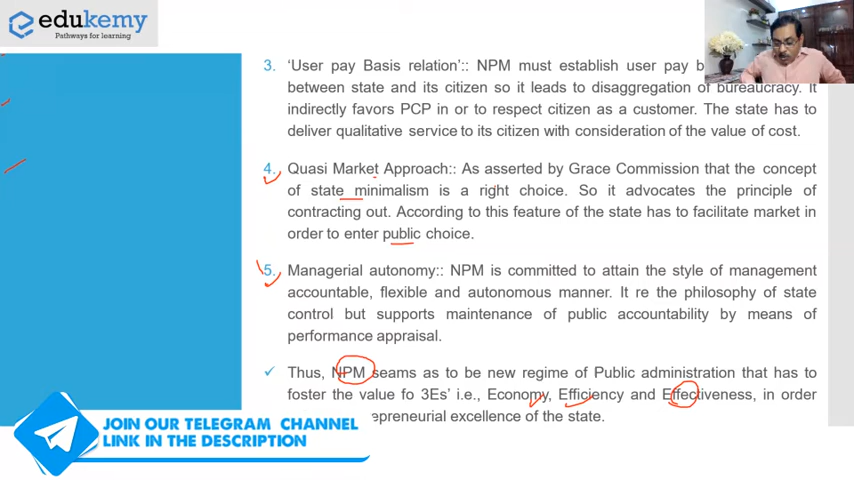 edukemy
Pathways for learning
3. ‘User pay Basis relation’:: NPM must establish user pay b
between state and its citizen so it leads to disaggregation of bureaucracy. It
indirectly favors PCP in or to respect citizen as a customer. The state has to
deliver qualitative service to its citizen with consideration of the value of cost.
4. Quasi Market Approach:: As asserted by Grace Commission that the concept
of state minimalism is a right choice. So it advocates the principle of
contracting out. According to this feature of the state has to facilitate market in
order to enter public choice.
5. Managerial autonomy:: NPM is committed to attain the style of management
accountable, flexible and autonomous manner. It re the philosophy of state
control but supports maintenance of public accountability by means of
performance appraisal.
✓ Thus, NPM seams as to be new regime of Public administration that has to
foster the value fo 3Es’ i.e., Economy, Efficiency and Effectiveness, in order
epreneurial excellence of the state.
JOIN OUR TELEGRAM CHANNEL
LINK IN THE DESCRIPTION